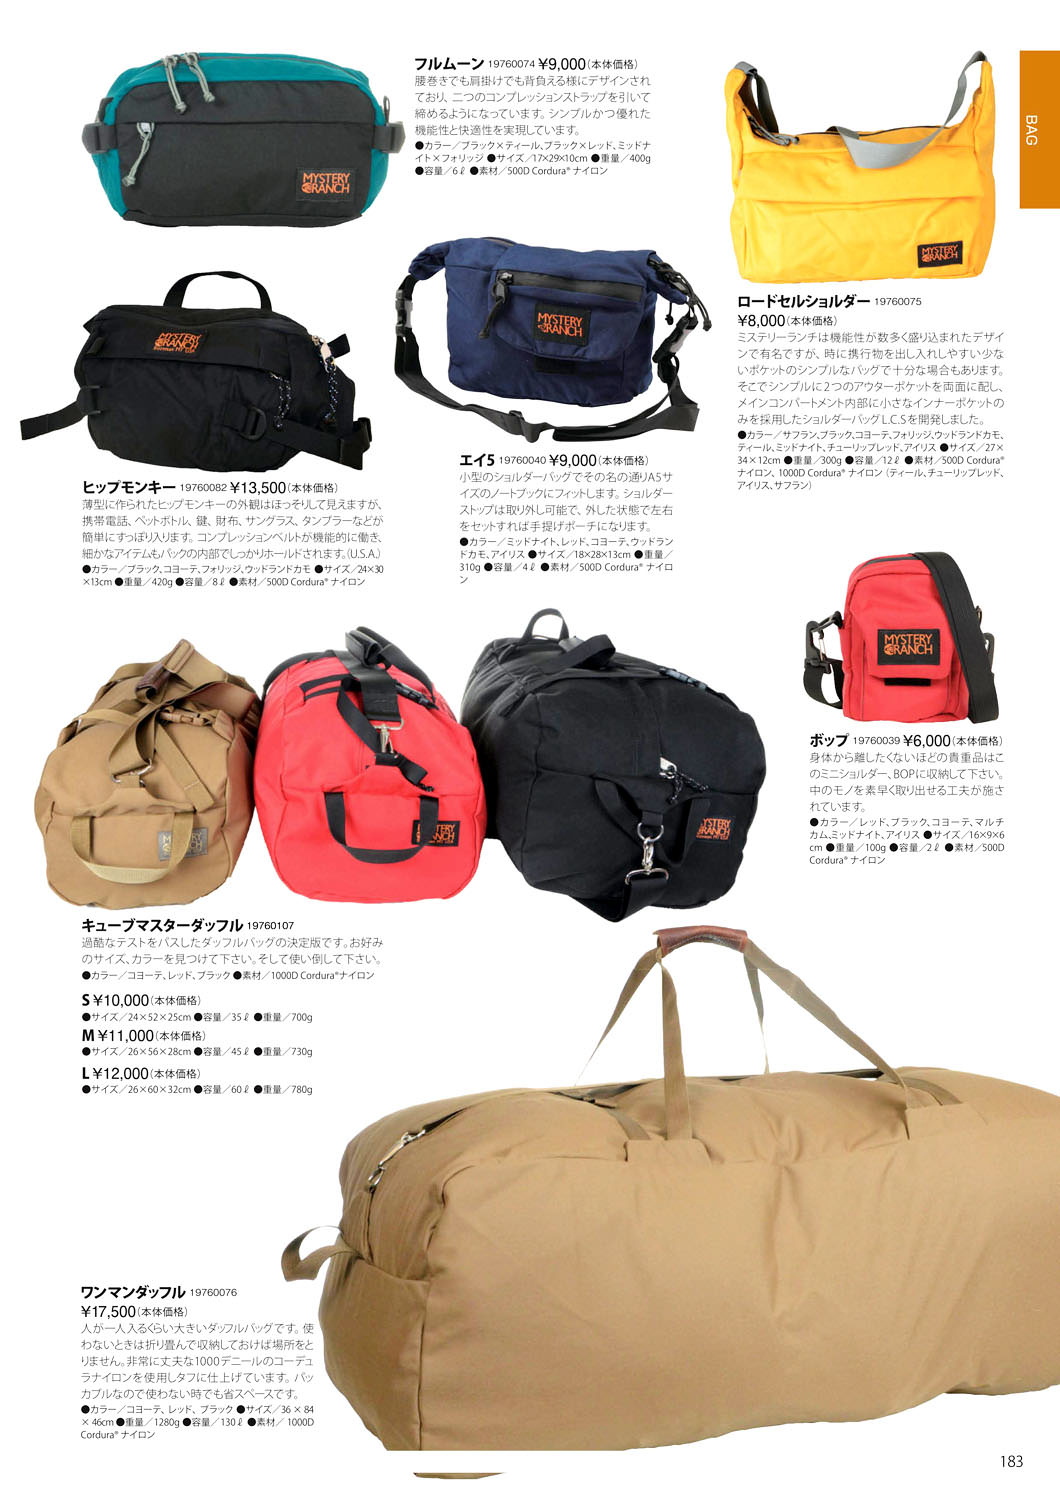 フルムーン 19760074 ¥9,000(本体価格)
腰巻きでも肩掛けでも背負える様にデザインされ
ており、二つのコンプレッションストラップを引いて
締めるようになっています。シンプルかつ優れた
機能性と快適性を実現しています。
●カラー／ブラック×ティール、ブラック×レッド、ミッドナ
イト×フォリッジ ●サイズ／17×29×10cm ●重量／400g
●容量／6ℓ ●素材／500D Cordura® ナイロン
BAG
MYSTERY
RANCH
MYSTERY
RANCH
MYSTERY
RANCH
MYSTERY
RANCH
Bozeman MT USA
ロードセルショルダー 19760075
¥8,000(本体価格)
ミステリーランチは機能性が数多く盛り込まれたデザイ
ンで有名ですが、時に携行物を出し入れしやすい少な
いポケットのシンプルなバッグで十分な場合もあります。
そこでシンプルに2つのアウターポケットを両面に配し、
メインコンパートメント内部に小さなインナーポケットの
みを採用したショルダーバッグL.C.Sを開発しました。
●カラー／サフラン、ブラック、コヨーテ、フォリッジ、ウッドランドカモ、
ティール、ミッドナイト、チューリップレッド、アイリス ●サイズ／27×
34×12cm ●重量／300g ●容量／12ℓ ●素材／500D Cordura®
ナイロン、1000D Cordura® ナイロン（ティール、チューリップレッド、
アイリス、サフラン）
エイ5 19760040 ¥9,000(本体価格)
小型のショルダーバッグでその名の通りA5サ
イズのノートブックにフィットします。ショルダー
ストップは取り外し可能で、外した状態で左右
をセットすれば手提げポーチになります。
●カラー／ミッドナイト、レッド、コヨーテ、ウッドラン
ドカモ、アイリス ●サイズ／18×28×13cm ●重量／
310g ●容量／4ℓ ●素材／500D Cordura® ナイロ
ン
ヒップモンキー 19760082 ¥13,500(本体価格)
薄型に作られたヒップモンキーの外観はほっそりして見えますが、
携帯電話、ペットボトル、鍵、財布、サングラス、タンブラーなどが
簡単にすっぽり入ります。コンプレッションベルトが機能的に働き、
細かなアイテムもパックの内部でしっかりホールドされます。(U.S.A.)
●カラー／ブラック、コヨーテ、フォリッジ、ウッドランドカモ ●サイズ／24×30
×13cm ●重量／420g ●容量／8ℓ ●素材／500D Cordura® ナイロン
MYSTERY
RANCH
ボップ 19760039 ¥6,000(本体価格)
身体から離したくないほどの貴重品はこ
のミニショルダー、BOPに収納して下さい。
中のモノを素早く取り出せる工夫が施さ
れています。
●カラー／レッド、ブラック、コヨーテ、マルチ
カム、ミッドナイト、アイリス ●サイズ／16×9×6
cm ●重量／100g ●容量／2ℓ ●素材／500D
Cordura® ナイロン
キューブマスターダッフル 19760107
過酷なテストをパスしたダッフルバッグの決定版です。お好み
のサイズ、カラーを見つけて下さい。そして使い倒して下さい。
●カラー／コヨーテ、レッド、ブラック ●素材／1000D Cordura®ナイロン
S ¥10,000(本体価格)
●サイズ／24×52×25cm ●容量／35ℓ ●重量／700g
M ¥11,000(本体価格)
●サイズ／26×56×28cm ●容量／45ℓ ●重量／730g
L ¥12,000(本体価格)
●サイズ／26×60×32cm ●容量／60ℓ ●重量／780g
ワンマンダッフル 19760076
¥17,500(本体価格)
人が一人入るくらい大きいダッフルバッグです。使
わないときは折り畳んで収納しておけば場所をと
りません。非常に丈夫な1000デニールのコーデュ
ラナイロンを使用しタフに仕上げています。パッ
カブルなので使わない時でも省スペースです。
●カラー／コヨーテ、レッド、ブラック ●サイズ／36 × 84
× 46cm ●重量／1280g ●容量／130ℓ ●素材／ 1000D
Cordura® ナイロン
183